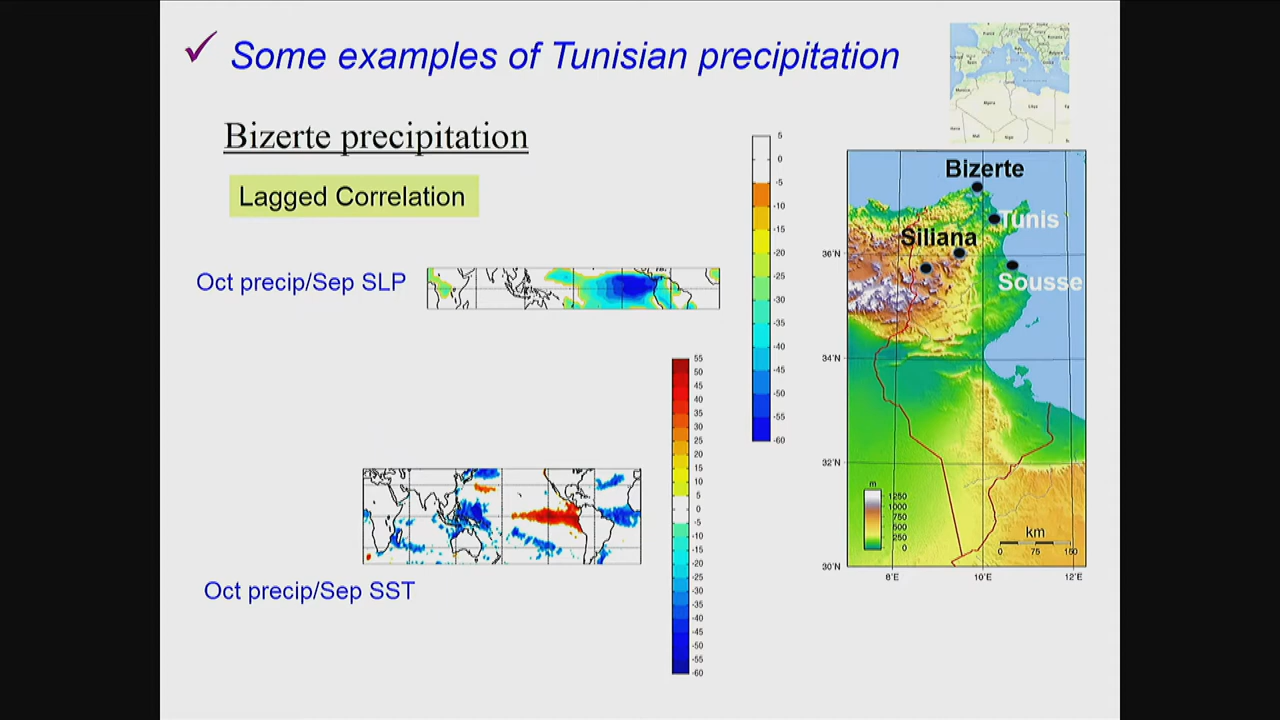 ✓ Some examples of Tunisian precipitation
Bizerte precipitation
Lagged Correlation
Oct precip/Sep SLP
5
0
-5
-10
-15
-20
-25
-30
-35
-40
-45
-50
-55
-60
Oct precip/Sep SST
55
50
45
40
35
30
25
20
15
10
5
0
-5
-10
-15
-20
-25
-30
-35
-40
-45
-50
-55
-60
Bizerte
Tunis
Siliana
Sousse
36°N
34°N
32°N
30°N
8°E
10°E
12°E
m
1250
1000
750
500
250
0
km
0 75 150